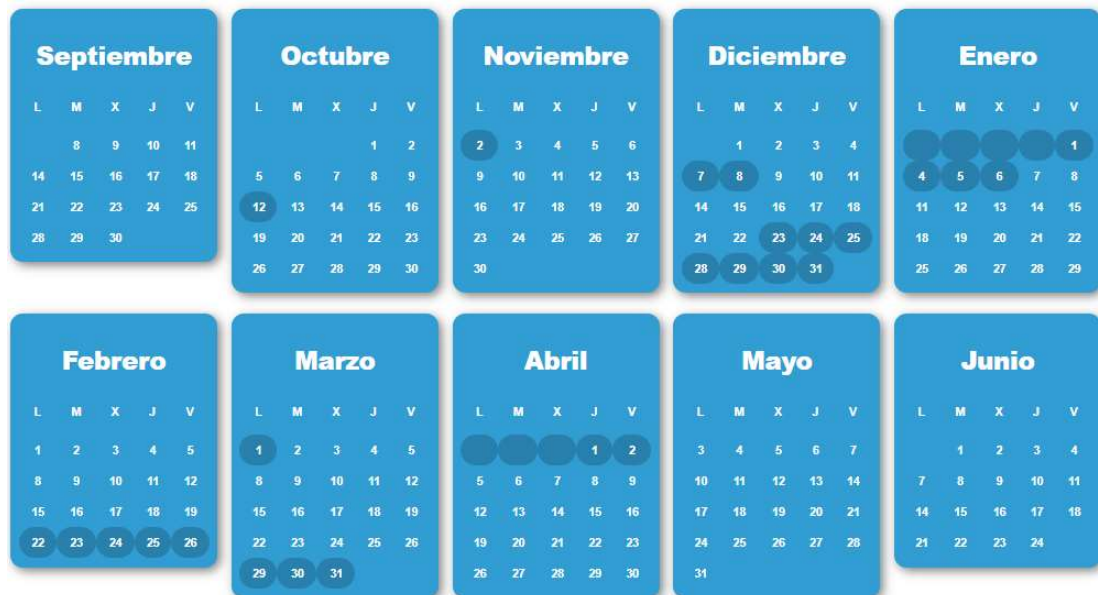 Septiembre
L M X J V
8 9 10 11
14 15 16 17 18
21 22 23 24 25
28 29 30
Octubre
L M X J V
1 2
5 6 7 8 9
12 13 14 15 16
19 20 21 22 23
26 27 28 29 30
Noviembre
L M X J V
2 3 4 5 6
9 10 11 12 13
16 17 18 19 20
23 24 25 26 27
30
Diciembre
L M X J V
1 2 3 4
7 8 9 10 11
14 15 16 17 18
21 22 23 24 25
28 29 30 31
Enero
L M X J V
1
4 5 6 7 8
11 12 13 14 15
18 19 20 21 22
25 26 27 28 29
Febrero
L M X J V
1 2 3 4 5
8 9 10 11 12
15 16 17 18 19
22 23 24 25 26
Marzo
L M X J V
1 2 3 4 5
8 9 10 11 12
15 16 17 18 19
22 23 24 25 26
29 30 31
Abril
L M X J V
1 2
5 6 7 8 9
12 13 14 15 16
19 20 21 22 23
26 27 28 29 30
Mayo
L M X J V
3 4 5 6 7
10 11 12 13 14
17 18 19 20 21
24 25 26 27 28
31
Junio
L M X J V
1 2 3 4
7 8 9 10 11
14 15 16 17 18
21 22 23 24